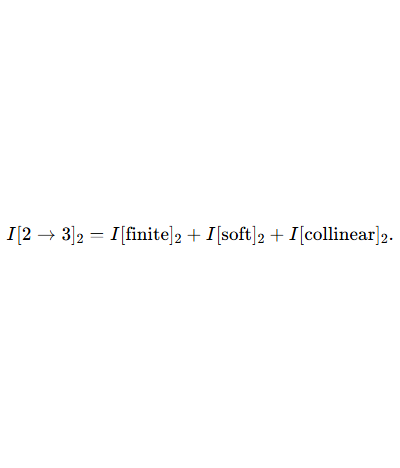 I[2 → 3]₂ = I[finite]₂ + I[soft]₂ + I[collinear]₂.